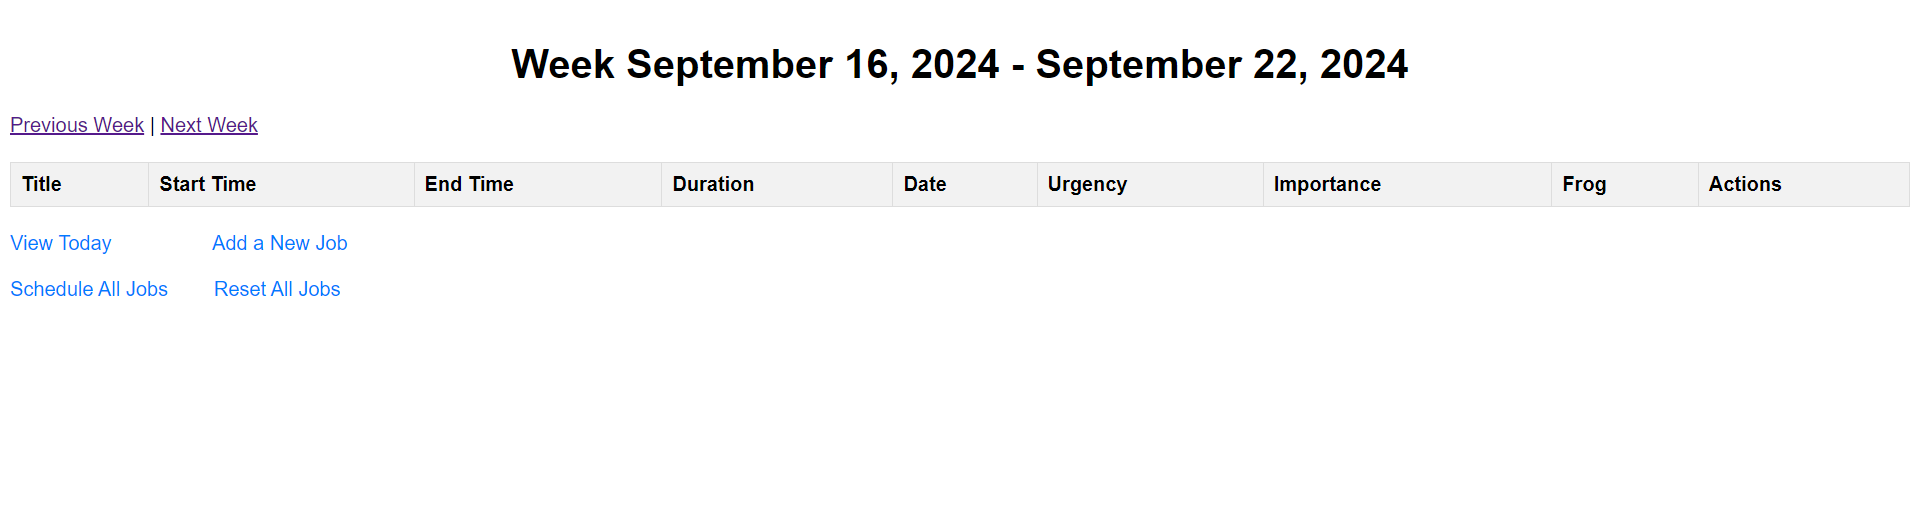 Week September 16, 2024 - September 22, 2024
Previous Week | Next Week
Title Start Time End Time Duration Date Urgency Importance Frog Actions
View Today Add a New Job
Schedule All Jobs Reset All Jobs